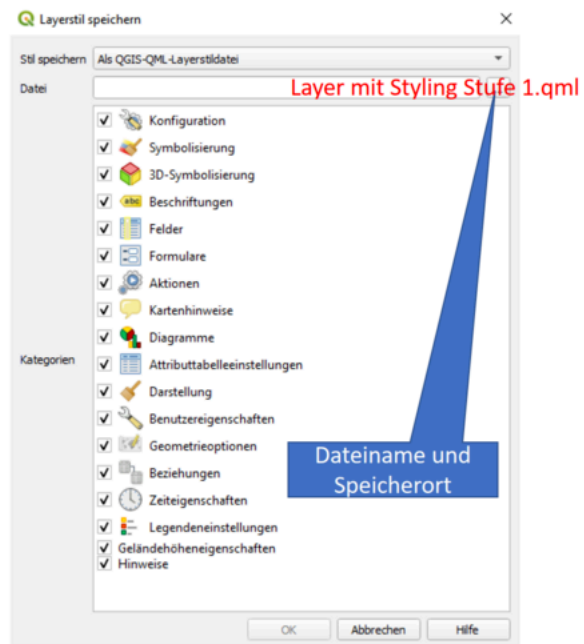 Layerstil speichern
Stil speichern Als QGIS-QML-Layerstildatei
Datei Layer mit Styling Stufe 1.qml
Konfiguration
Symbolisierung
3D-Symbolisierung
abc Beschriftungen
Felder
Formulare
Aktionen
Kartenhinweise
Diagramme
Kategorien Attributtabelleeinstellungen
Darstellung
Benutzereigenschaften
Geometrieoptionen
Beziehungen
Zeiteigenschaften
Legendeneinstellungen
Geländehöheneigenschaften
Hinweise
Dateiname und
Speicherort
OK Abbrechen Hilfe